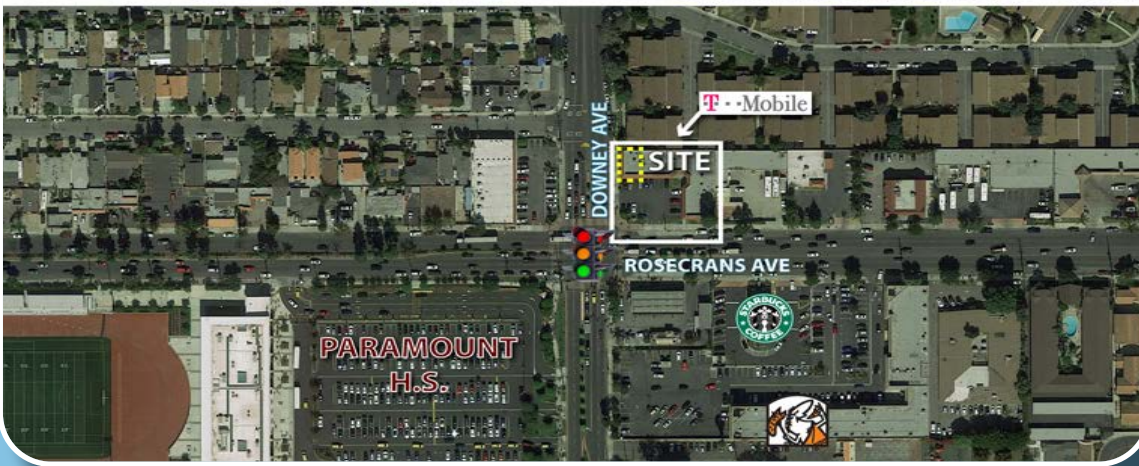 T··Mobile
DOWNEY AVE
SITE
ROSECRANS AVE
STARBUCKS
COFFEE
PARAMOUNT
H.S.